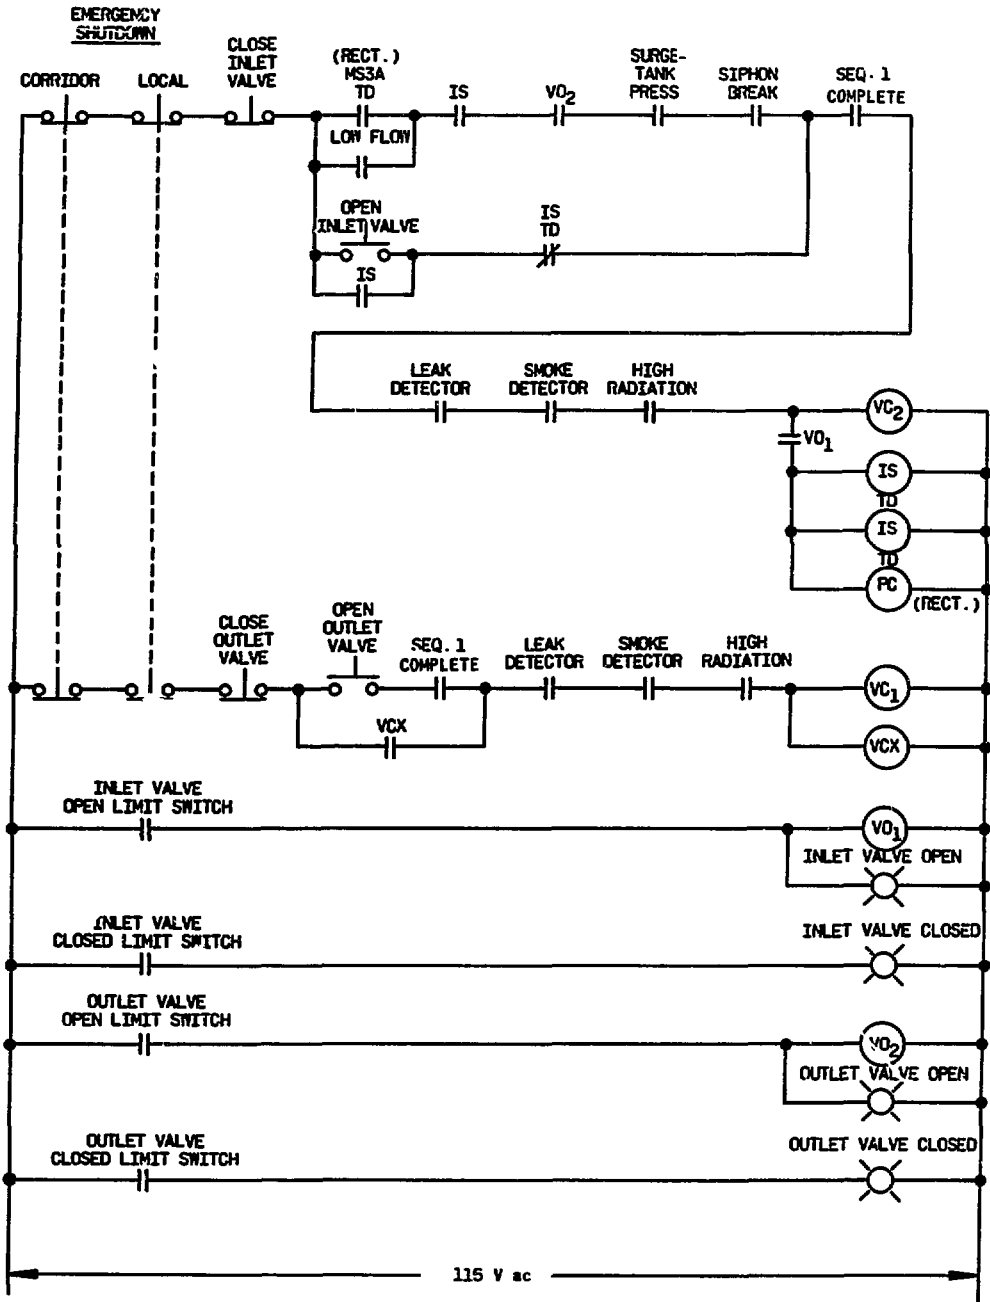 EMERGENCY
SHUTDOWN
CORRIDOR
LOCAL
CLOSE
INLET
VALVE
(RECT.)
MS3A
TD
IS
VO2
SURGE-
TANK
PRESS
SIPHON
BREAK
SEQ. 1
COMPLETE
LOW FLOW
OPEN
INLET VALVE
IS
TD
IS
LEAK
DETECTOR
SMOKE
DETECTOR
HIGH
RADIATION
VC2
VO1
IS
TD
IS
TD
PC
(RECT.)
CLOSE
OUTLET
VALVE
OPEN
OUTLET
VALVE
SEQ. 1
COMPLETE
LEAK
DETECTOR
SMOKE
DETECTOR
HIGH
RADIATION
VC1
VCX
VCX
INLET VALVE
OPEN LIMIT SWITCH
VO1
INLET VALVE OPEN
INLET VALVE
CLOSED LIMIT SWITCH
INLET VALVE CLOSED
OUTLET VALVE
OPEN LIMIT SWITCH
VO2
OUTLET VALVE OPEN
OUTLET VALVE
CLOSED LIMIT SWITCH
OUTLET VALVE CLOSED
115 V ac